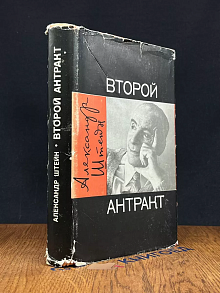 АЛЕКСАНДР ШТЕЙН • ВТОРОЙ АНТРАКТ
ВТОРОЙ
Александр
Штейн
АНТРАКТ